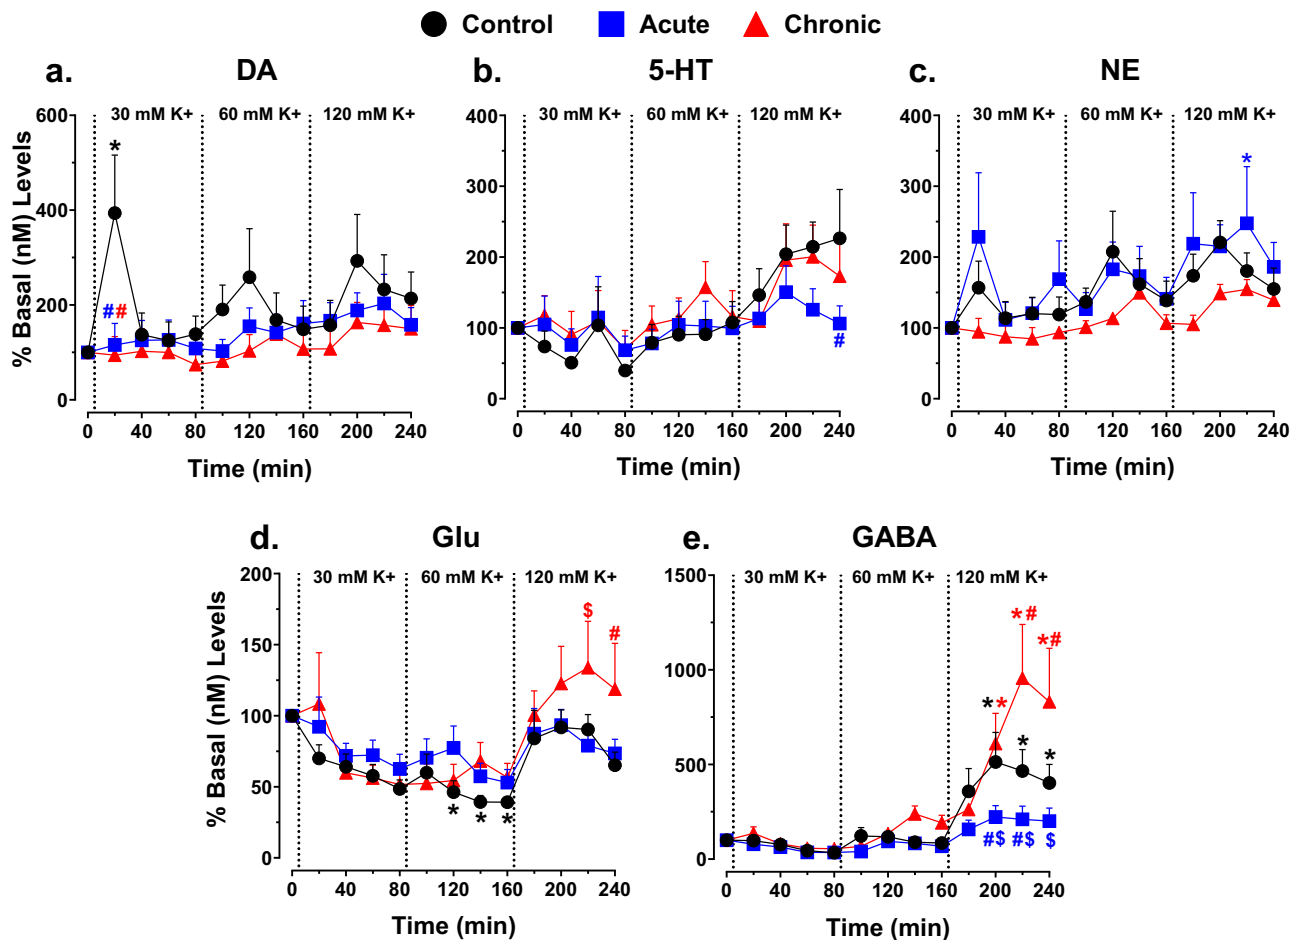 Control Acute Chronic
a. DA b. 5-HT c. NE
30 mM K+ 60 mM K+ 120 mM K+ 30 mM K+ 60 mM K+ 120 mM K+ 30 mM K+ 60 mM K+ 120 mM K+
600 400 400
* *
300 300
400
200 200
##
200
100 100
#
0 0 0
0 40 80 120 160 200 240 0 40 80 120 160 200 240 0 40 80 120 160 200 240
% Basal (nM) Levels
Time (min) Time (min) Time (min)
d. Glu e. GABA
30 mM K+ 60 mM K+ 120 mM K+ 30 mM K+ 60 mM K+ 120 mM K+
200 1500
$ *#
# *#
150
1000
**
100 * *
500
50
* * * #$ #$ $
0 0
0 40 80 120 160 200 240 0 40 80 120 160 200 240
% Basal (nM) Levels
Time (min) Time (min)